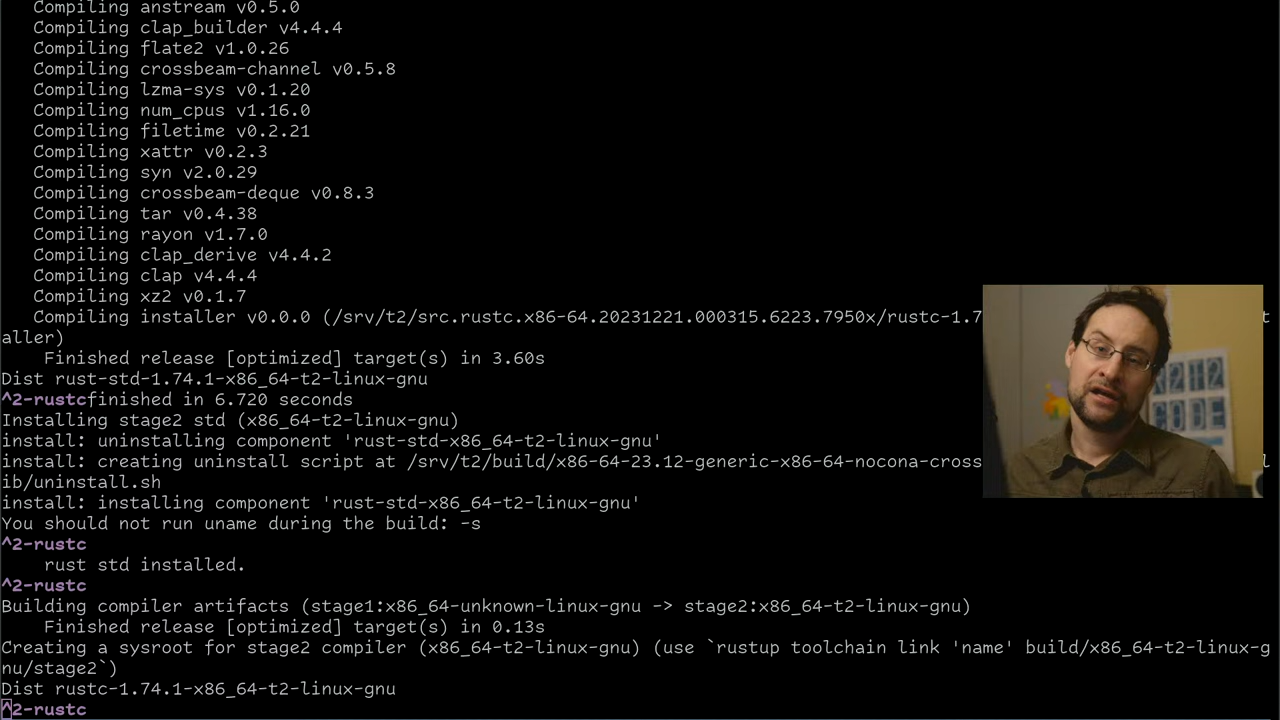 Compiling anstream v0.5.0
Compiling clap_builder v4.4.4
Compiling flate2 v1.0.26
Compiling crossbeam-channel v0.5.8
Compiling lzma-sys v0.1.20
Compiling num_cpus v1.16.0
Compiling filetime v0.2.21
Compiling xattr v0.2.3
Compiling syn v2.0.29
Compiling crossbeam-deque v0.8.3
Compiling tar v0.4.38
Compiling rayon v1.7.0
Compiling clap_derive v4.4.2
Compiling clap v4.4.4
Compiling xz2 v0.1.7
Compiling installer v0.0.0 (/srv/t2/src.rustc.x86-64.20231221.000315.6223.7950x/rustc-1.7 t
aller)
Finished release [optimized] target(s) in 3.60s
Dist rust-std-1.74.1-x86_64-t2-linux-gnu
^2-rustcfinished in 6.720 seconds
Installing stage2 std (x86_64-t2-linux-gnu)
install: uninstalling component 'rust-std-x86_64-t2-linux-gnu'
install: creating uninstall script at /srv/t2/build/x86-64-23.12-generic-x86-64-nocona-cross l
ib/uninstall.sh
install: installing component 'rust-std-x86_64-t2-linux-gnu'
You should not run uname during the build: -s
^2-rustc
rust std installed.
^2-rustc
Building compiler artifacts (stage1:x86_64-unknown-linux-gnu -> stage2:x86_64-t2-linux-gnu)
Finished release [optimized] target(s) in 0.13s
Creating a sysroot for stage2 compiler (x86_64-t2-linux-gnu) (use `rustup toolchain link 'name' build/x86_64-t2-linux-g
nu/stage2`)
Dist rustc-1.74.1-x86_64-t2-linux-gnu
^2-rustc